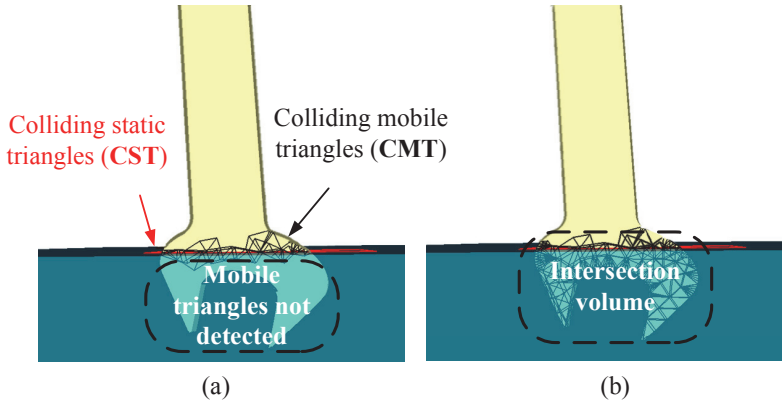 Colliding static
triangles (CST)
Colliding mobile
triangles (CMT)
Mobile
triangles not
detected
(a)
Intersection
volume
(b)